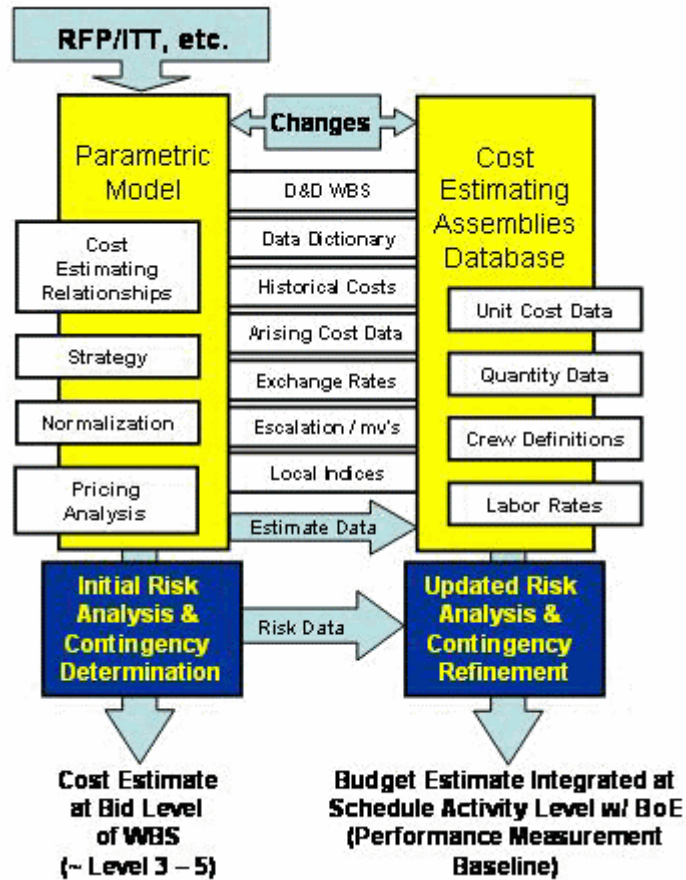 RFP/ITT, etc.
Changes
Parametric
Model
Cost
Estimating
Relationships
Strategy
Normalization
Pricing
Analysis
D&D WBS
Data Dictionary
Historical Costs
Arising Cost Data
Exchange Rates
Escalation / mv's
Local Indices
Estimate Data
Cost
Estimating
Assemblies
Database
Unit Cost Data
Quantity Data
Crew Definitions
Labor Rates
Initial Risk
Analysis &
Contingency
Determination
Risk Data
Updated Risk
Analysis &
Contingency
Refinement
Cost Estimate
at Bid Level
of WBS
(~ Level 3 – 5)
Budget Estimate Integrated at
Schedule Activity Level w/ BoE
(Performance Measurement
Baseline)